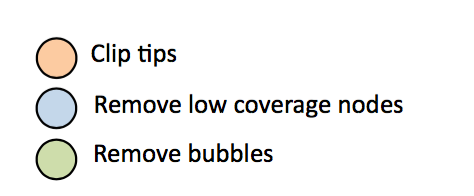 Clip tips
Remove low coverage nodes
Remove bubbles